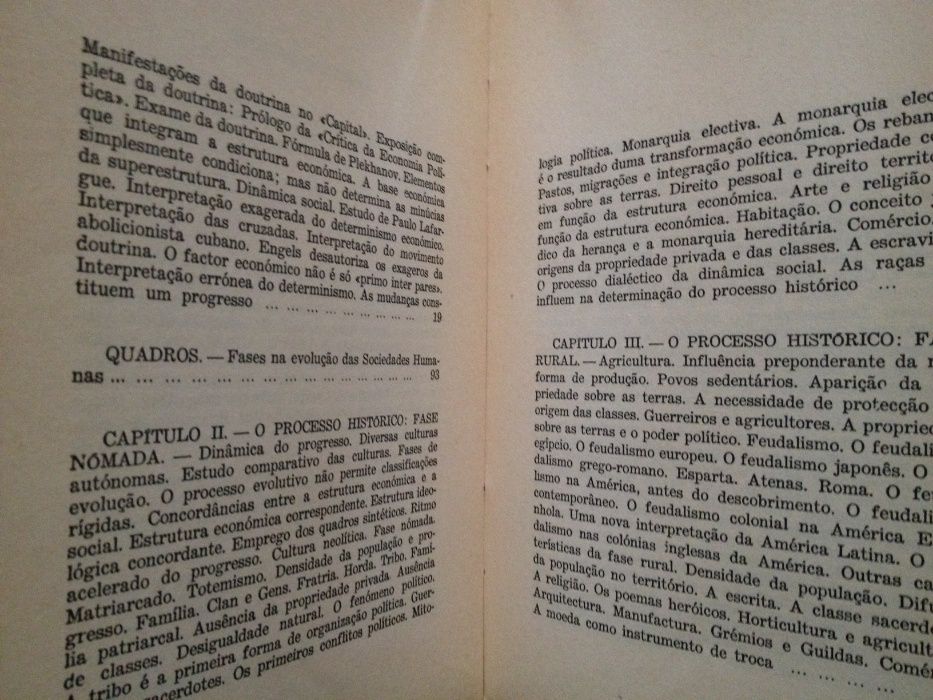 Manifestações da doutrina no «Capital». Exposição com-
pleta da doutrina: Prólogo da «Crítica da Economia Polí-
tica». Exame da doutrina. Fórmula de Plekhanov. Elementos
que integram a estrutura económica. A base económica
simplesmente condiciona; mas não determina as minúcias
da superestrutura. Dinâmica social. Estudo de Paulo Lafar-
gue. Interpretação exagerada do determinismo económico.
Interpretação das cruzadas. Interpretação do movimento
abolicionista cubano. Engels desautoriza os exageros da
doutrina. O factor económico não é só «primo inter pares».
Interpretação errónea do determinismo. As mudanças cons-
tituem um progresso ... ... ... ... ... ... ... ... ... 19
QUADROS. — Fases na evolução das Sociedades Huma-
nas ... ... ... ... ... ... ... ... ... ... ... ... ... 93
CAPÍTULO II. — O PROCESSO HISTÓRICO: FASE
NÓMADA. — Dinâmica do progresso. Diversas culturas
autónomas. Estudo comparativo das culturas. Fases de
evolução. O processo evolutivo não permite classificações
rígidas. Concordâncias entre a estrutura económica e a
social. Estrutura económica correspondente. Estrutura ideo-
lógica concordante. Emprego dos quadros sintéticos. Ritmo
acelerado do progresso. Cultura neolítica. Fase nómada.
Matriarcado. Totemismo. Densidade da população e pro-
gresso. Família. Clan e Gens. Fratria. Horda. Tribo. Famí-
lia patriarcal. Ausência da propriedade privada Ausência
de classes. Desigualdade natural. O fenómeno político.
A tribo é a primeira forma de organização política. Guer-
sacerdotes. Os primeiros conflitos políticos. Mito-
logia política. Monarquia electiva. A monarquia elec
é o resultado duma transformação económica. Os reban
Pastos, migrações e integração política. Propriedade co
tiva sobre as terras. Direito pessoal e direito territo
em função da estrutura económica. Arte e religião
função da estrutura económica. Habitação. O conceito
dico da herança e a monarquia hereditária. Comércio.
origens da propriedade privada e das classes. A escravi
O processo dialéctico da dinâmica social. As raças
influem na determinação do processo histórico ...
CAPÍTULO III. — O PROCESSO HISTÓRICO: FA
RURAL. — Agricultura. Influência preponderante da
forma de produção. Povos sedentários. Aparição da
priedade sobre as terras. A necessidade de protecção
origem das classes. Guerreiros e agricultores. A propried
sobre as terras e o poder político. Feudalismo. O feudali
egípcio. O feudalismo europeu. O feudalismo japonês. O
dalismo grego-romano. Esparta. Atenas. Roma. O feu
lismo na América, antes do descobrimento. O feudali
contemporâneo. O feudalismo colonial na América E
nhola. Uma nova interpretação da América Latina. O
dalismo nas colónias inglesas da América. Outras ca
terísticas da fase rural. Densidade da população. Difu
da população no território. A escrita. A classe sacerdo
A religião. Os poemas heróicos. Horticultura e agricul
Arquitectura. Manufactura. Grémios e Guildas. Comér
A moeda como instrumento de troca ... ... ... ...